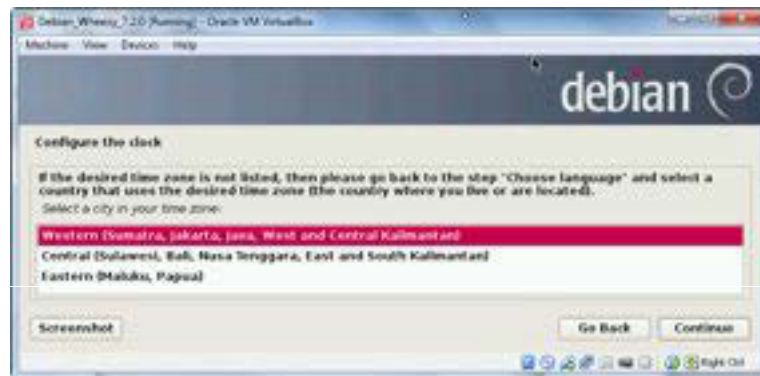 Debian_Wheezy_7.2.0 [Running] - Oracle VM VirtualBox
Machine View Devices Help
debian
Configure the clock
If the desired time zone is not listed, then please go back to the step "Choose language" and select a
country that uses the desired time zone (the country where you live or are located).
Select a city in your time zone:
Western (Sumatra, Jakarta, Java, West and Central Kalimantan)
Central (Sulawesi, Bali, Nusa Tenggara, East and South Kalimantan)
Eastern (Maluku, Papua)
Screenshot
Go Back
Continue
Right Ctrl